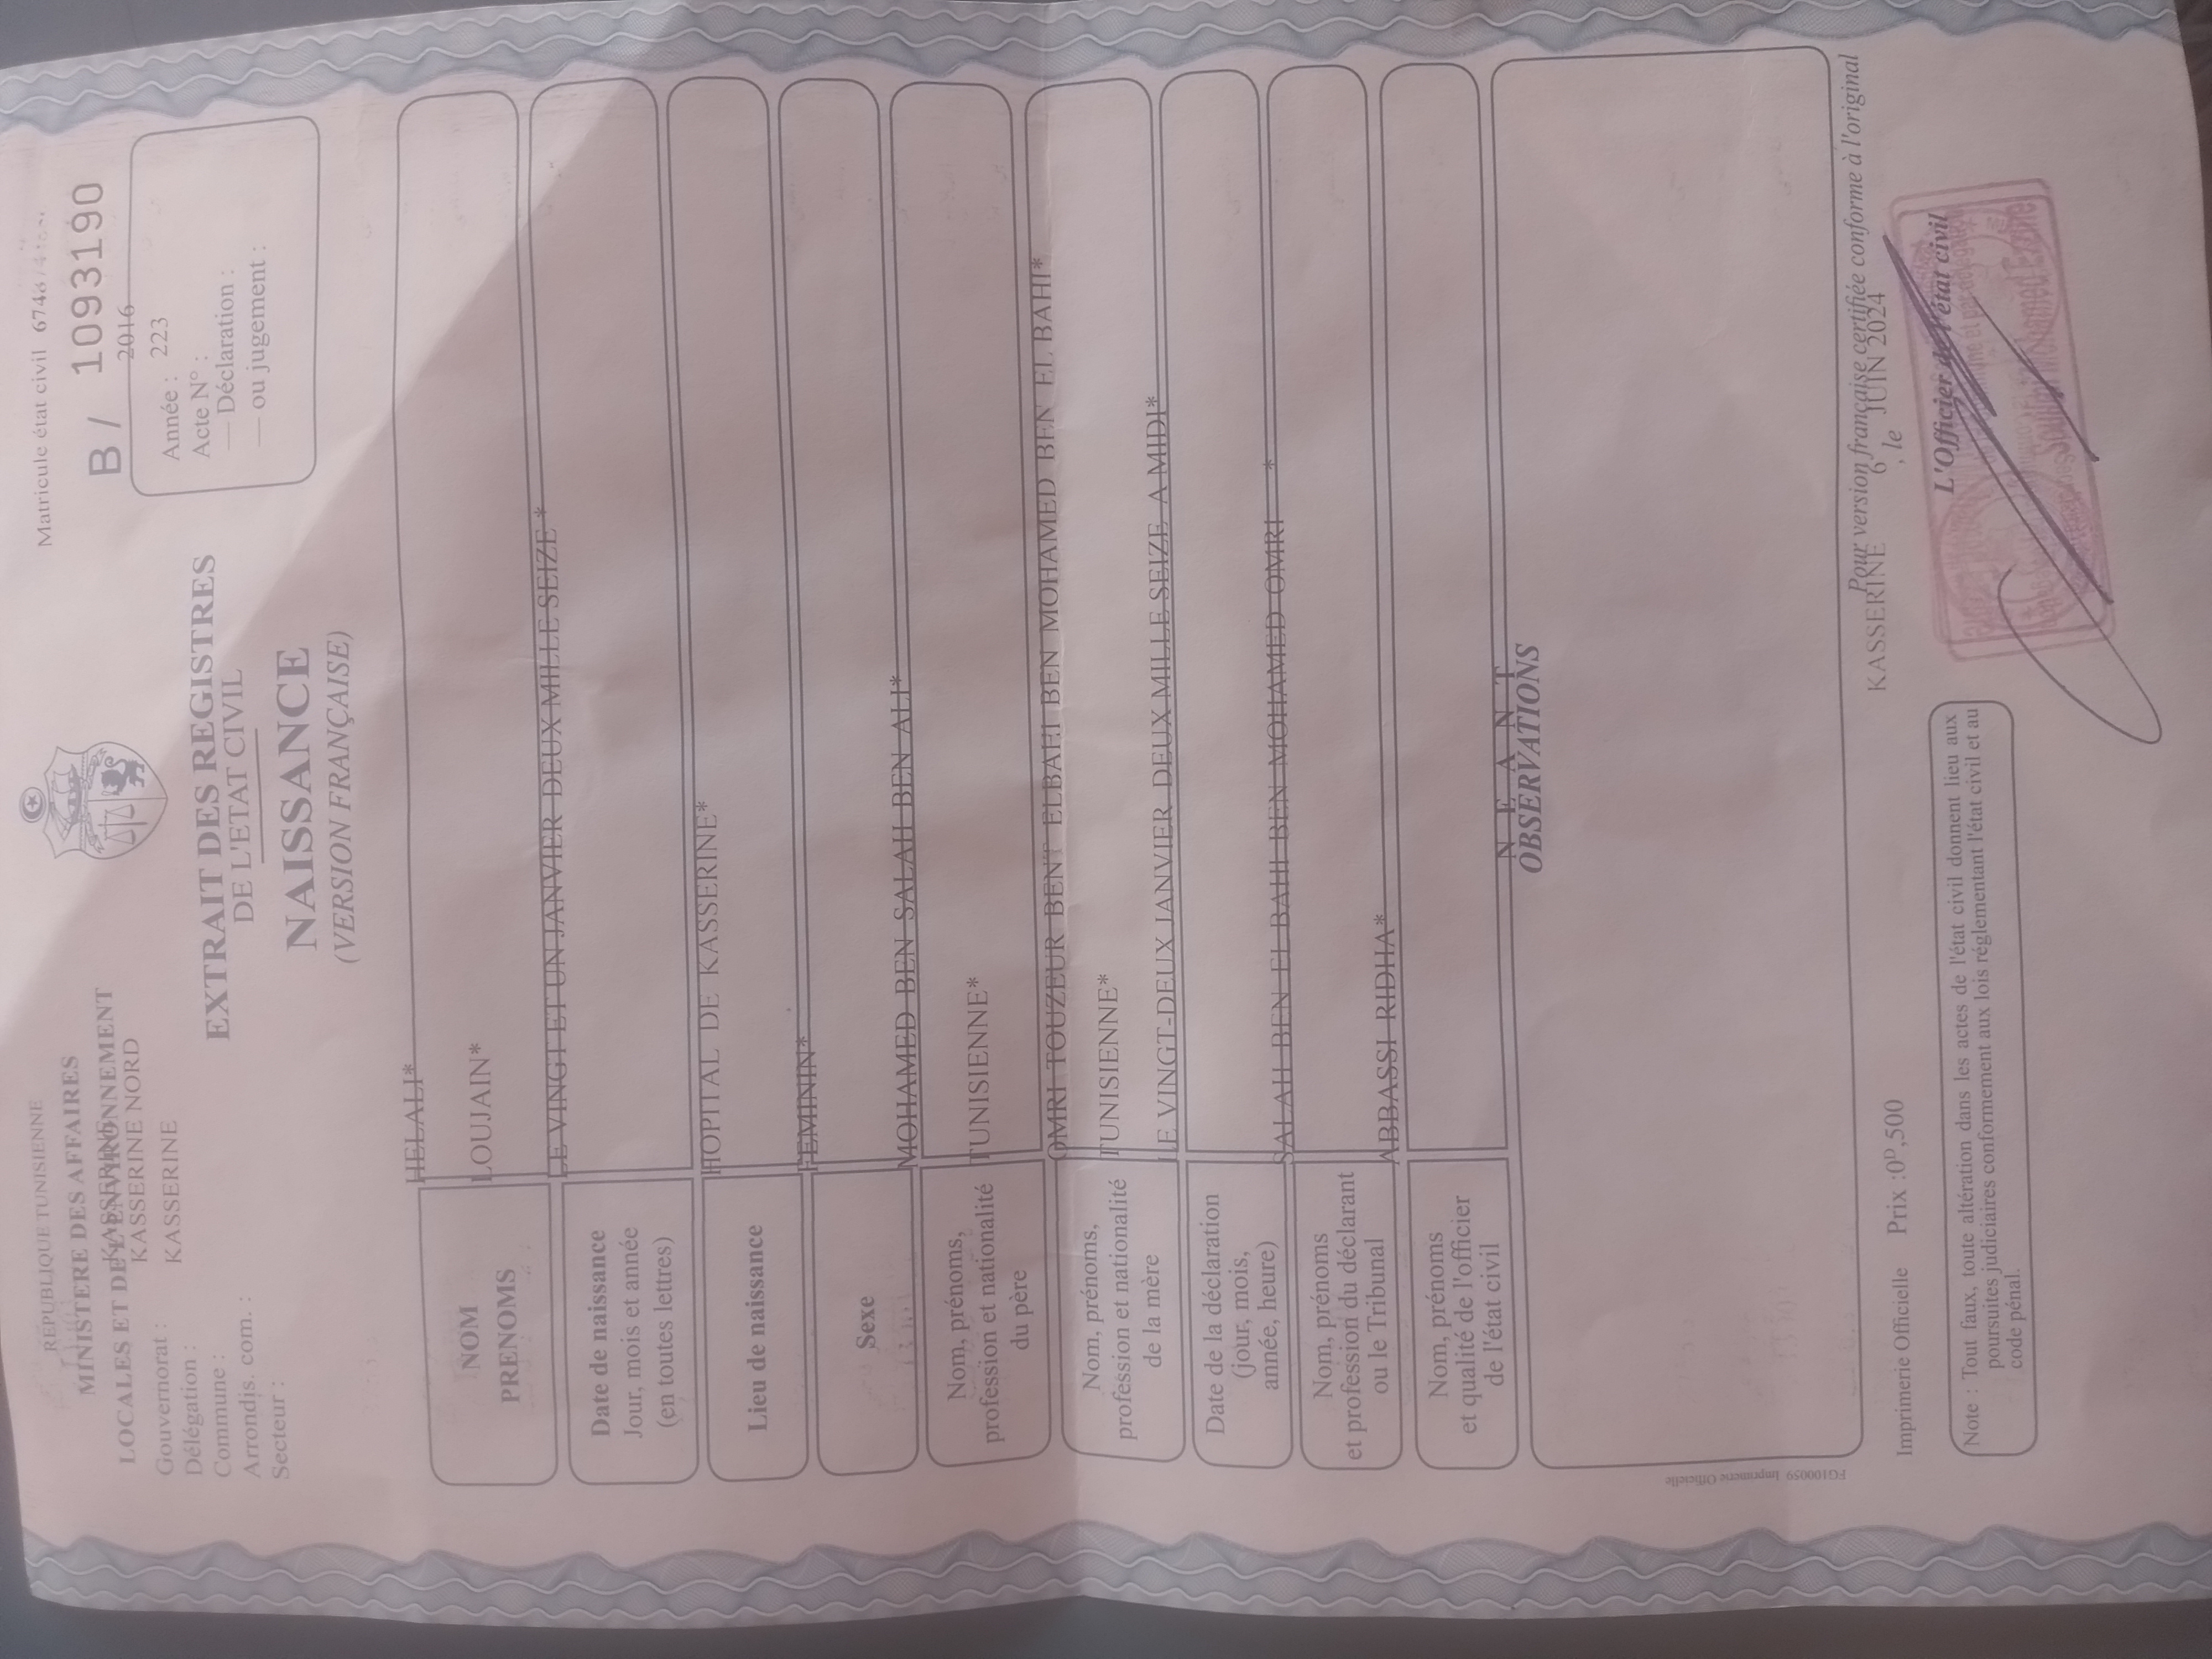 REPUBLIQUE TUNISIENNE
MINISTERE DES AFFAIRES
LOCALES ET DE L'ENVIRONNEMENT
KASSERINE
Gouvernorat :
KASSERINE NORD
Délégation :
KASSERINE
Commune :
Arrondis. com. :
Secteur :
Matricule état civil
B / 1093190
2016
Année :
223
Acte N° :
— Déclaration :
— ou jugement :
EXTRAIT DES REGISTRES
DE L'ETAT CIVIL
NAISSANCE
(VERSION FRANÇAISE)
HELALI*
NOM
LOUJAIN*
PRENOMS
LE VINGT ET UN JANVIER DEUX MILLE SEIZE *
Date de naissance
Jour, mois et année
(en toutes lettres)
HOPITAL DE KASSERINE*
Lieu de naissance
FEMININ*
Sexe
MOHAMED BEN SALAH BEN ALI*
Nom, prénoms,
profession et nationalité
du père
TUNISIENNE*
OMRI TOUZEUR BENT ELBAHI BEN MOHAMED BEN EL BAHI*
Nom, prénoms,
profession et nationalité
de la mère
TUNISIENNE*
LE VINGT-DEUX JANVIER DEUX MILLE SEIZE A MIDI*
Date de la déclaration
(jour, mois,
année, heure)
SALAH BEN EL BAHI BEN MOHAMED OMRI *
Nom, prénoms
et profession du déclarant
ou le Tribunal
ABBASSI RIDHA*
Nom, prénoms
et qualité de l'officier
de l'état civil
N E A N T
OBSERVATIONS
FG100059 Imprimerie Officielle
Pour version française certifiée conforme à l'original
KASSERINE 6 , le JUIN 2024
L'Officier de l'état civil
Imprimerie Officielle Prix : 0ᴰ,500
Note : Tout faux, toute altération dans les actes de l'état civil donnent lieu aux
poursuites judiciaires conformement aux lois réglementant l'état civil et au
code pénal.